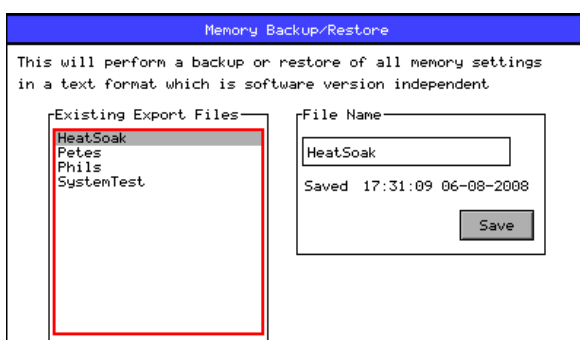 Memory Backup/Restore
This will perform a backup or restore of all memory settings
in a text format which is software version independent
Existing Export Files
HeatSoak
Petes
Phils
SystemTest
File Name
HeatSoak
Saved 17:31:09 06-08-2008
Save